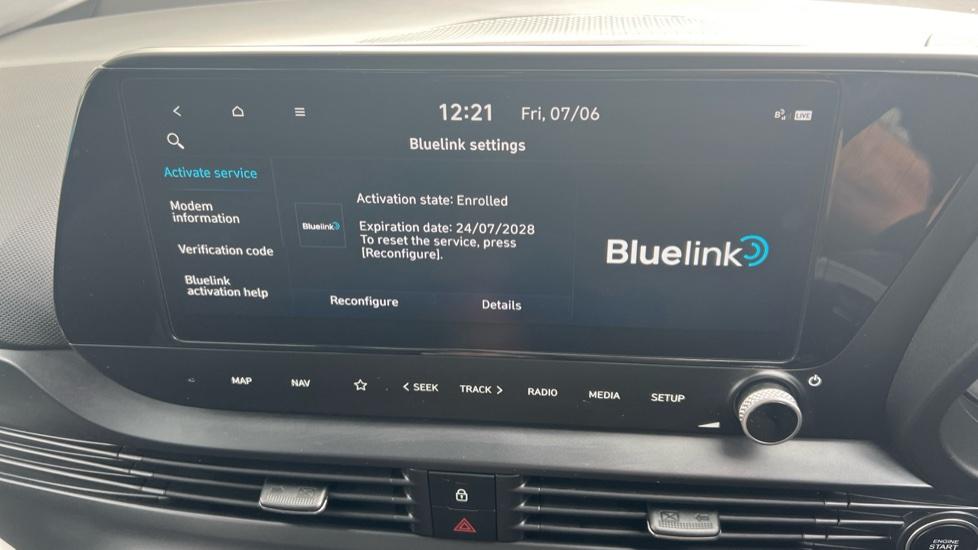 12:21 Fri, 07/06
LIVE
Bluelink settings
Activate service
Modem
information
Verification code
Bluelink
activation help
Bluelink
Activation state: Enrolled
Expiration date: 24/07/2028
To reset the service, press
[Reconfigure].
Reconfigure
Details
Bluelink
MAP
NAV
< SEEK
TRACK >
RADIO
MEDIA
SETUP
ENGINE
START